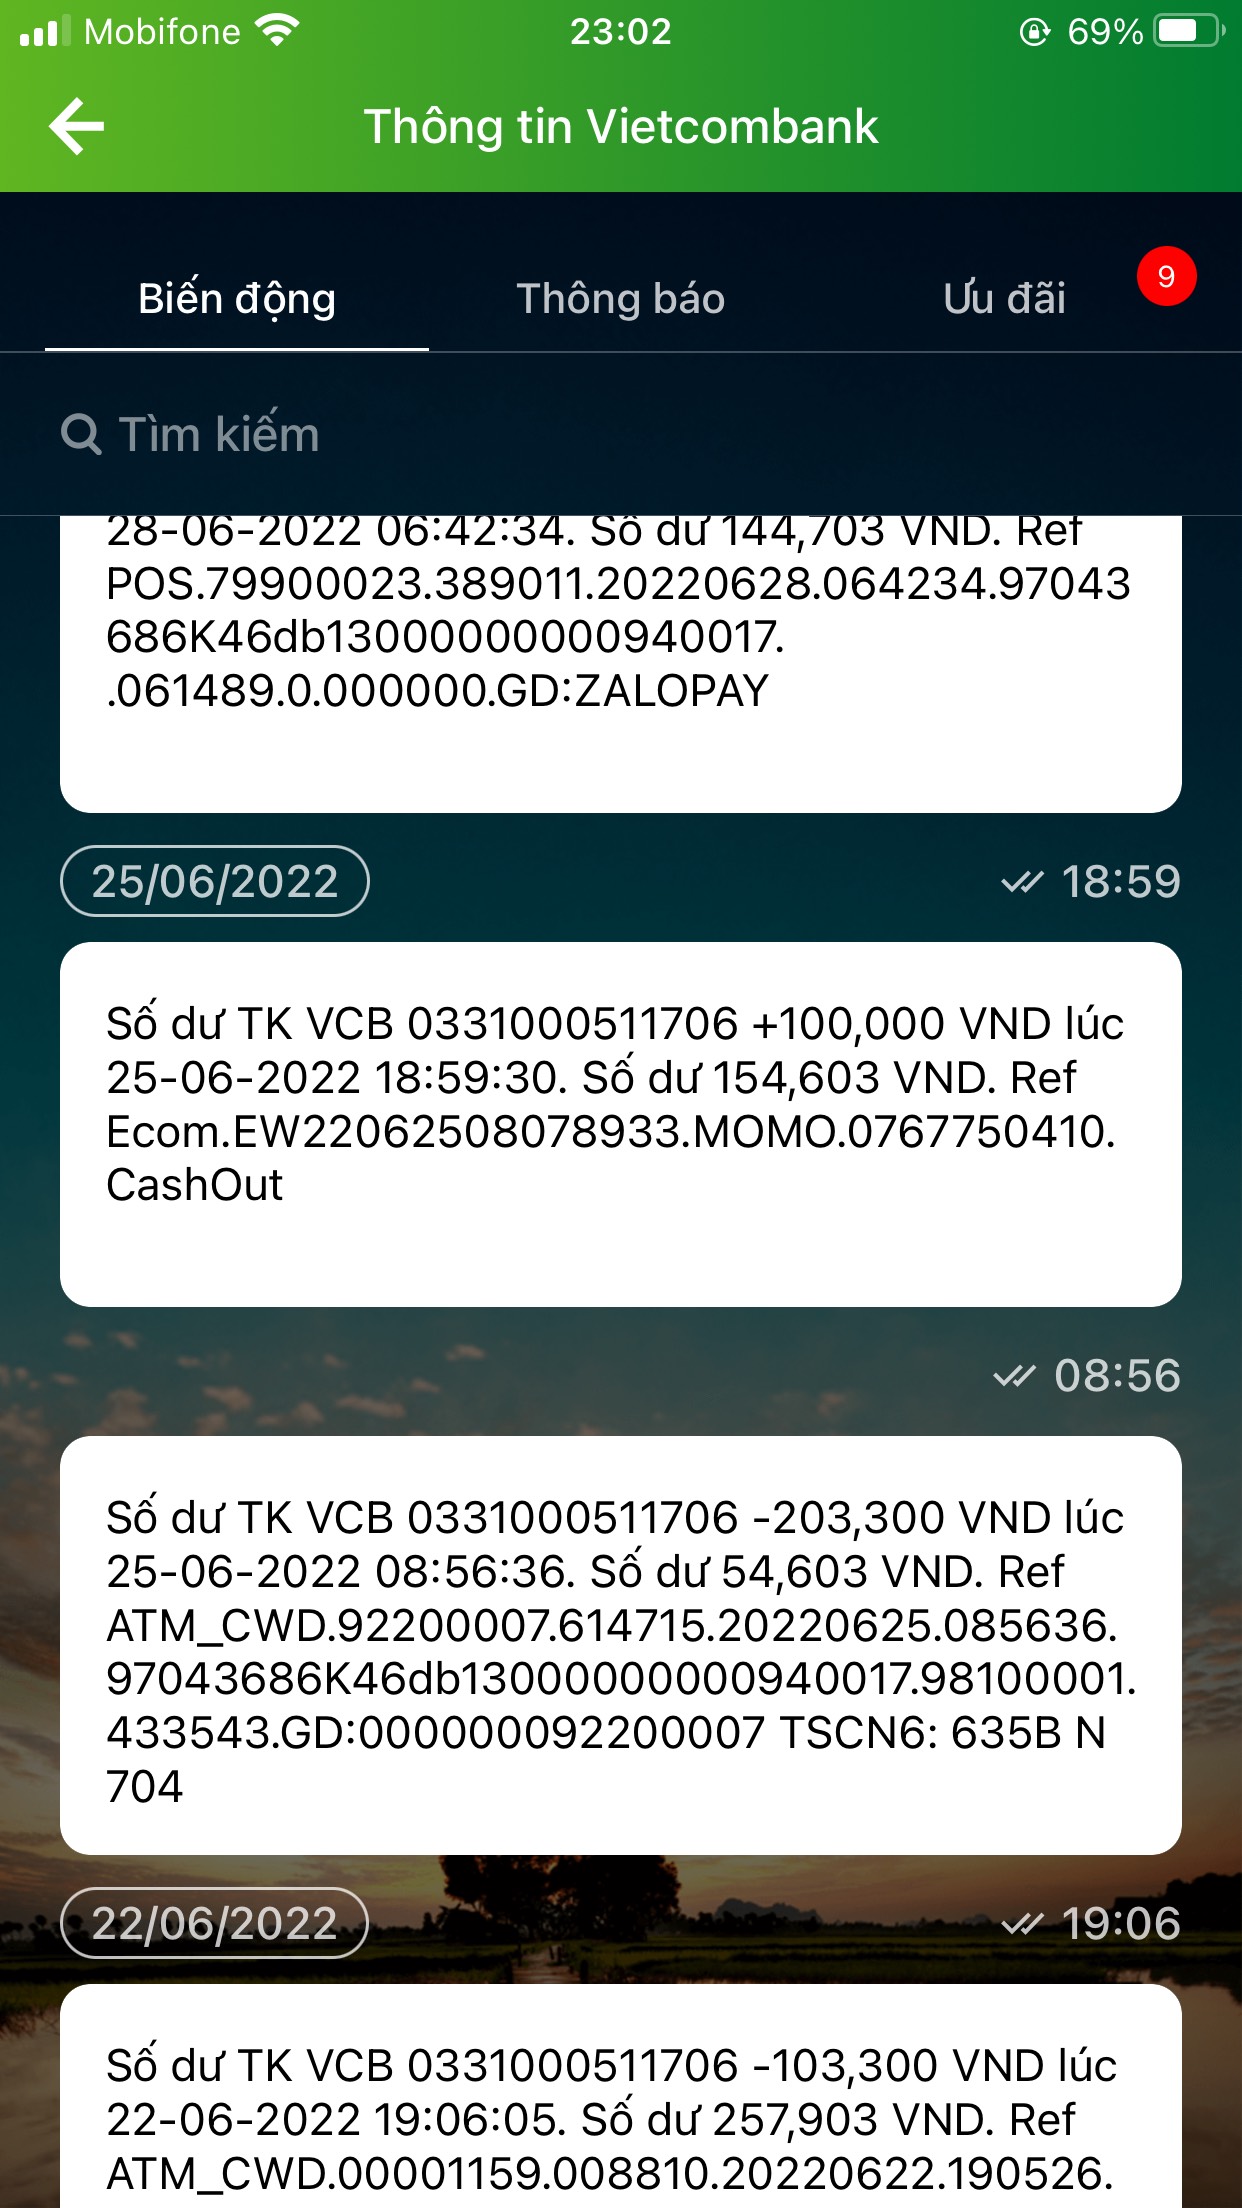 Mobifone 23:02 69%
Thông tin Vietcombank
Biến động Thông báo Ưu đãi 9
Tìm kiếm
28-06-2022 06:42:34. Số dư 144,703 VND. Ref
POS.79900023.389011.20220628.064234.97043
686K46db130000000000940017.
.061489.0.000000.GD:ZALOPAY
25/06/2022 18:59
Số dư TK VCB 0331000511706 +100,000 VND lúc
25-06-2022 18:59:30. Số dư 154,603 VND. Ref
Ecom.EW22062508078933.MOMO.0767750410.
CashOut
08:56
Số dư TK VCB 0331000511706 -203,300 VND lúc
25-06-2022 08:56:36. Số dư 54,603 VND. Ref
ATM_CWD.92200007.614715.20220625.085636.
97043686K46db130000000000940017.98100001.
433543.GD:0000000092200007 TSCN6: 635B N
704
22/06/2022 19:06
Số dư TK VCB 0331000511706 -103,300 VND lúc
22-06-2022 19:06:05. Số dư 257,903 VND. Ref
ATM_CWD.00001159.008810.20220622.190526.